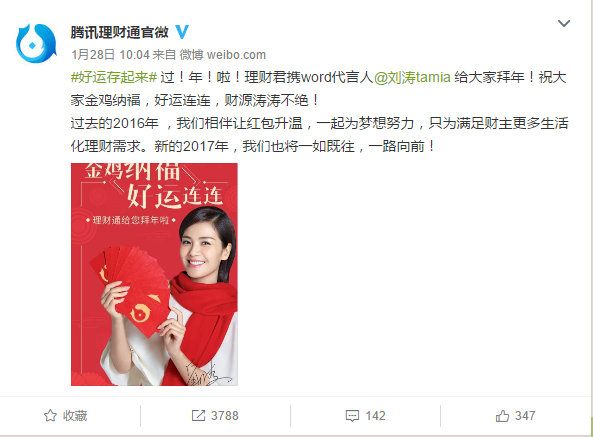 腾讯理财通官微
1月28日 10:04 来自 微博 weibo.com
#好运存起来# 过！年！啦！理财君携word代言人@刘涛tamia 给大家拜年！祝大
家金鸡纳福，好运连连，财源涛涛不绝！
过去的2016年 ，我们相伴让红包升温，一起为梦想努力，只为满足财主更多生活
化理财需求。新的2017年，我们也将一如既往，一路向前！
金鸡纳福
好运连连
理财通给您拜年啦
收藏
3788
142
347